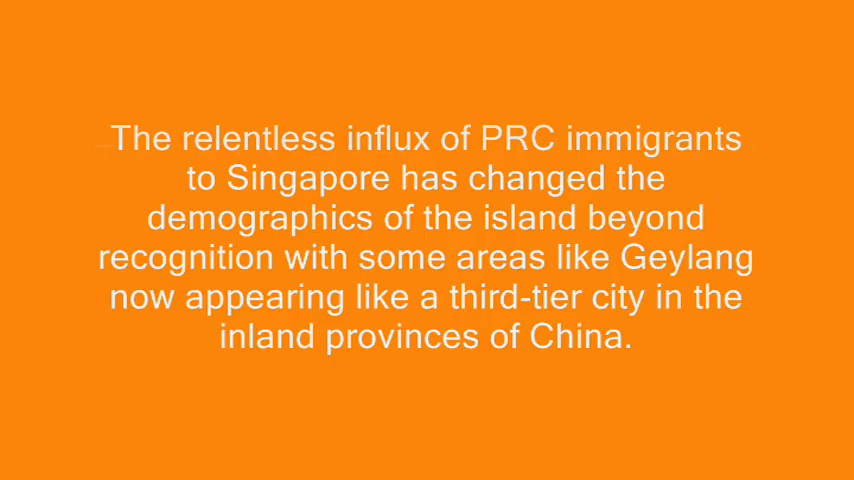 The relentless influx of PRC immigrants
to Singapore has changed the
demographics of the island beyond
recognition with some areas like Geylang
now appearing like a third-tier city in the
inland provinces of China.